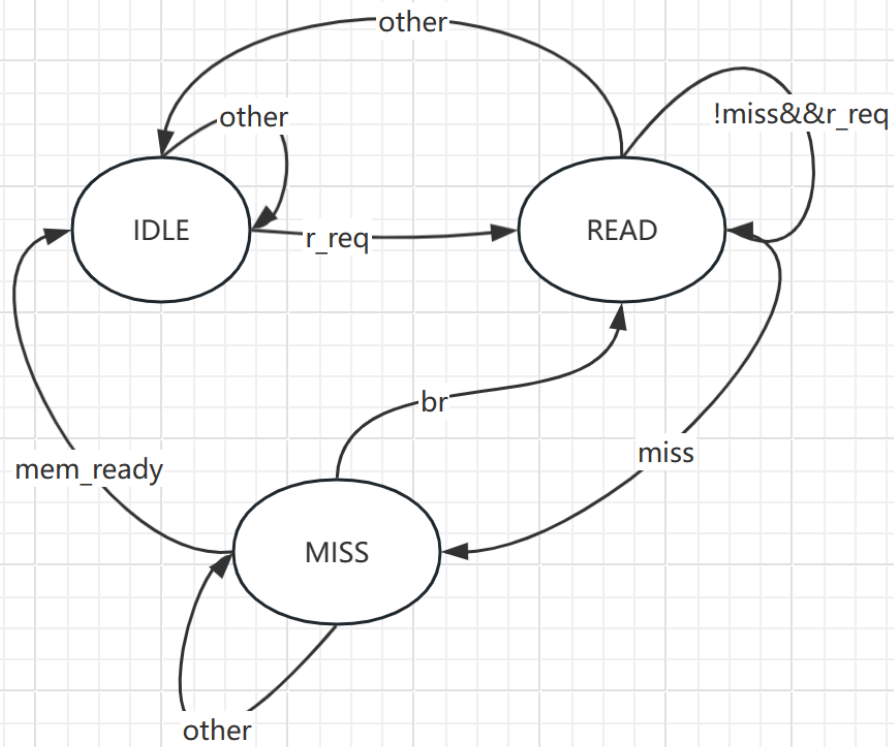 other
other
!miss&&r_req
IDLE
r_req
READ
br
miss
mem_ready
MISS
other